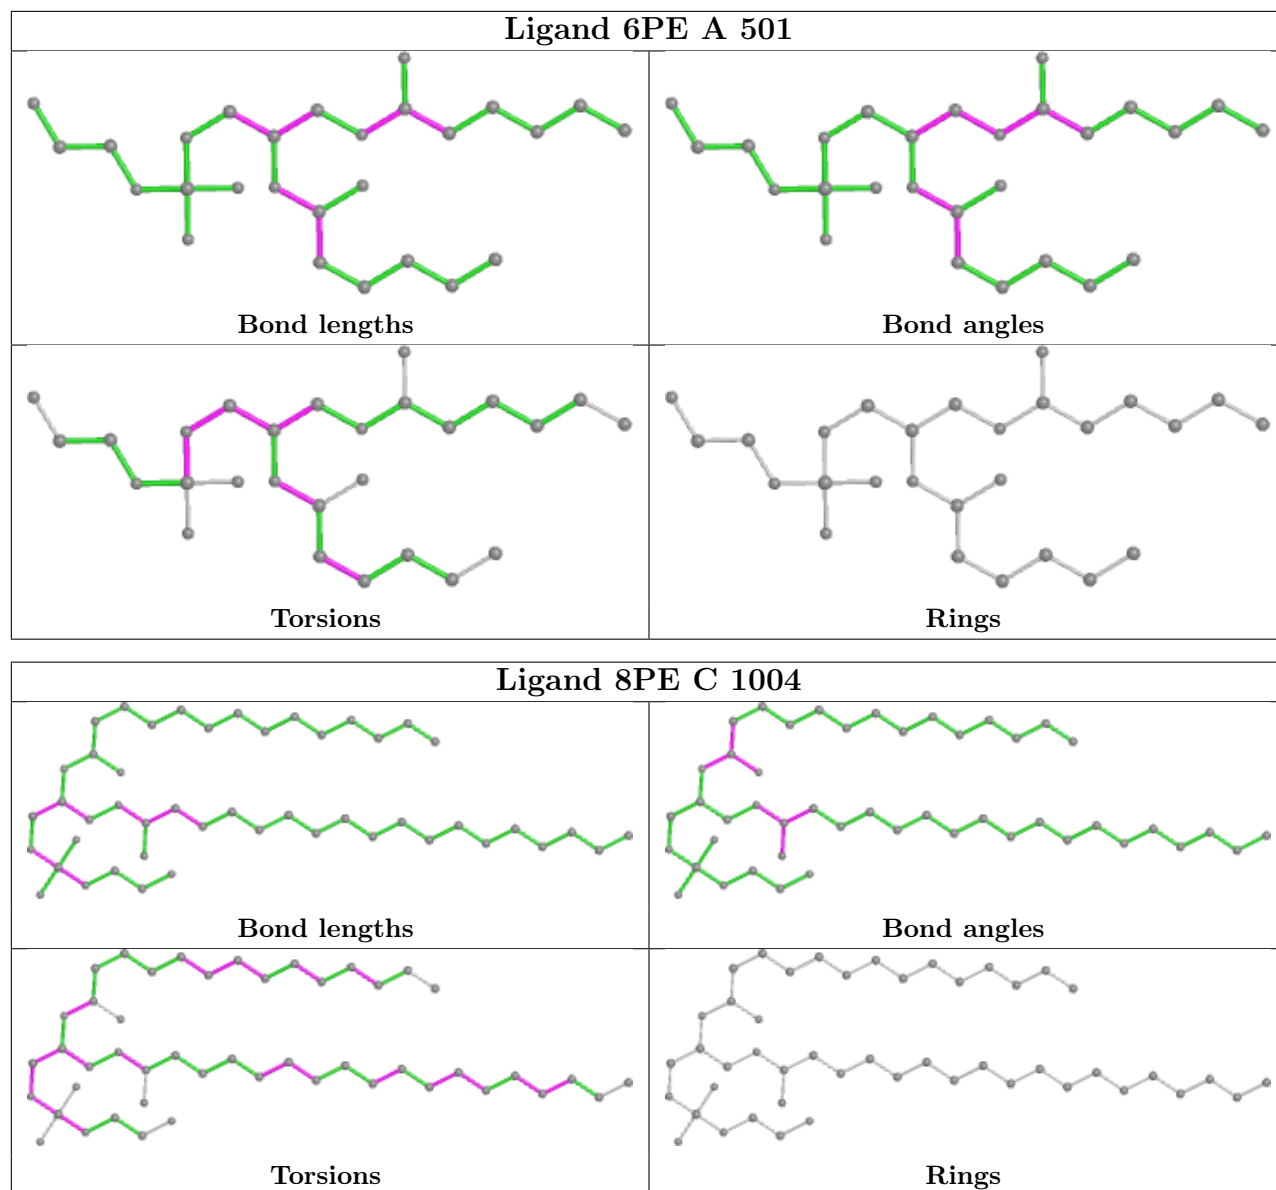 Ligand 6PE A 501
Bond lengths
Bond angles
Torsions
Rings
Ligand 8PE C 1004
Bond lengths
Bond angles
Torsions
Rings